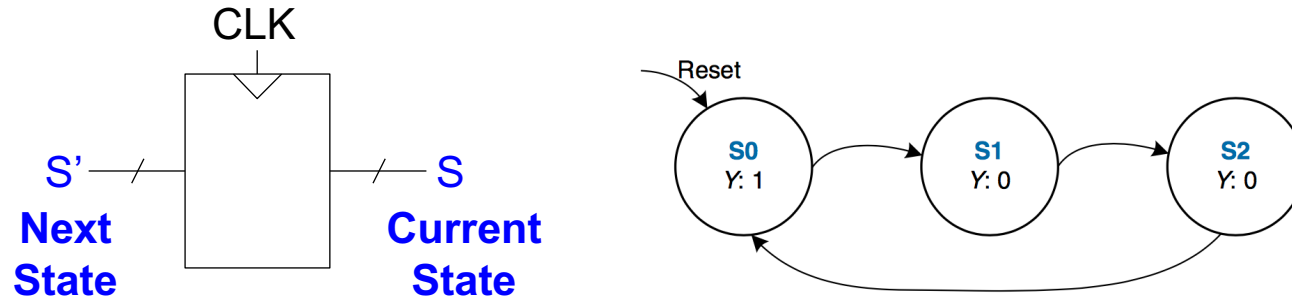 CLK
S’
S
Next
State
Current
State
Reset
S0
Y: 1
S1
Y: 0
S2
Y: 0